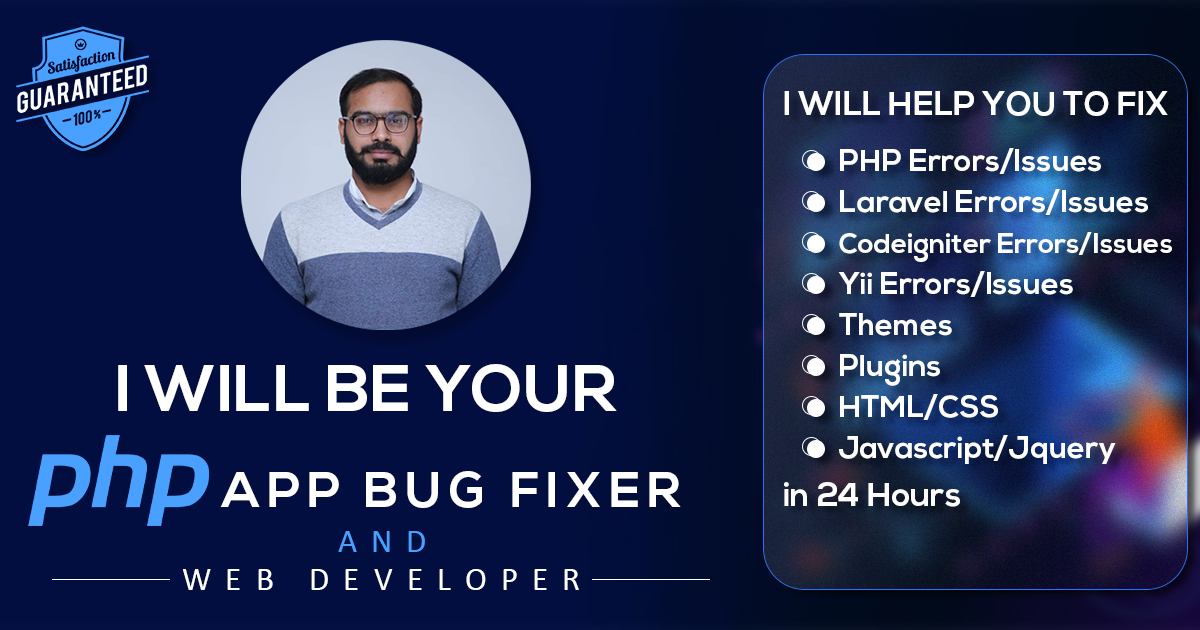 Satisfaction
GUARANTEED
100%
I WILL BE YOUR
php APP BUG FIXER
AND
WEB DEVELOPER
I WILL HELP YOU TO FIX
PHP Errors/Issues
Laravel Errors/Issues
Codeigniter Errors/Issues
Yii Errors/Issues
Themes
Plugins
HTML/CSS
Javascript/Jquery
in 24 Hours